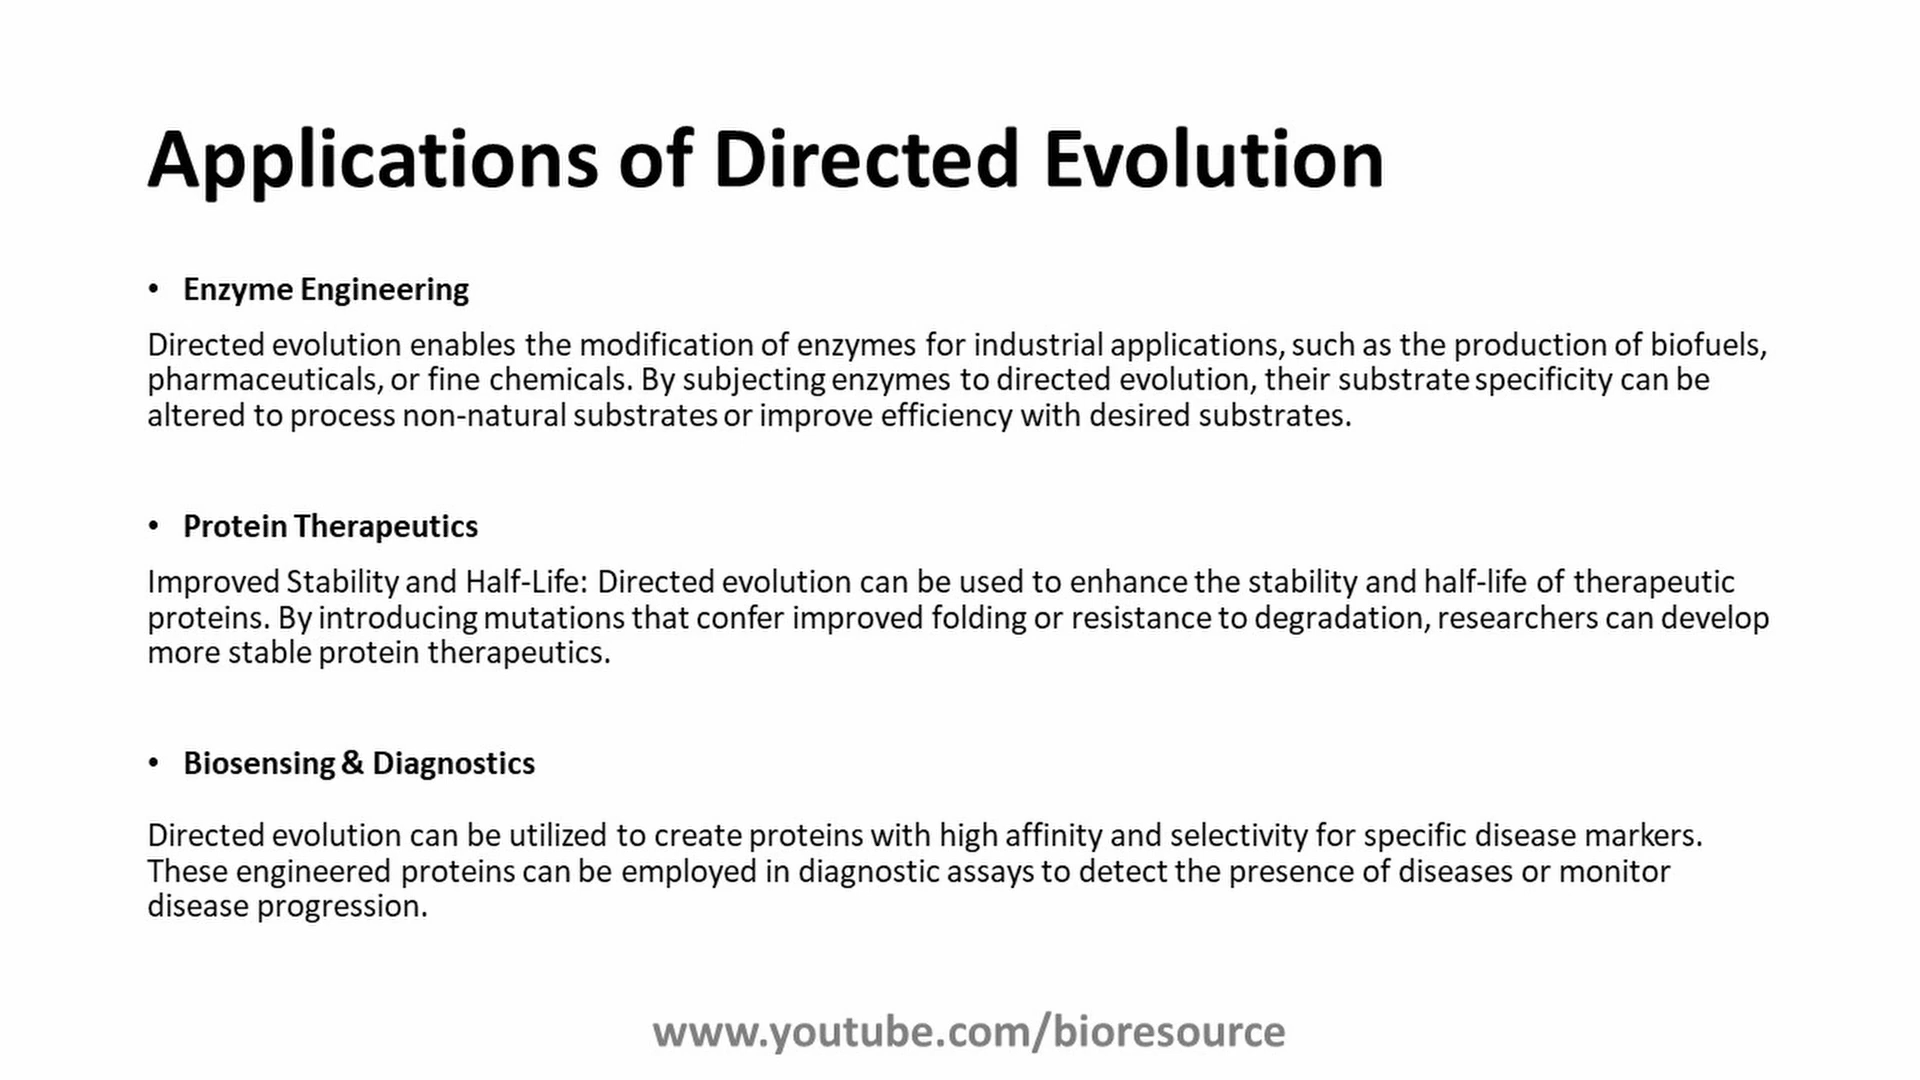 Applications of Directed Evolution
• Enzyme Engineering
Directed evolution enables the modification of enzymes for industrial applications, such as the production of biofuels,
pharmaceuticals, or fine chemicals. By subjecting enzymes to directed evolution, their substrate specificity can be
altered to process non-natural substrates or improve efficiency with desired substrates.
• Protein Therapeutics
Improved Stability and Half-Life: Directed evolution can be used to enhance the stability and half-life of therapeutic
proteins. By introducing mutations that confer improved folding or resistance to degradation, researchers can develop
more stable protein therapeutics.
• Biosensing & Diagnostics
Directed evolution can be utilized to create proteins with high affinity and selectivity for specific disease markers.
These engineered proteins can be employed in diagnostic assays to detect the presence of diseases or monitor
disease progression.
www.youtube.com/bioresource